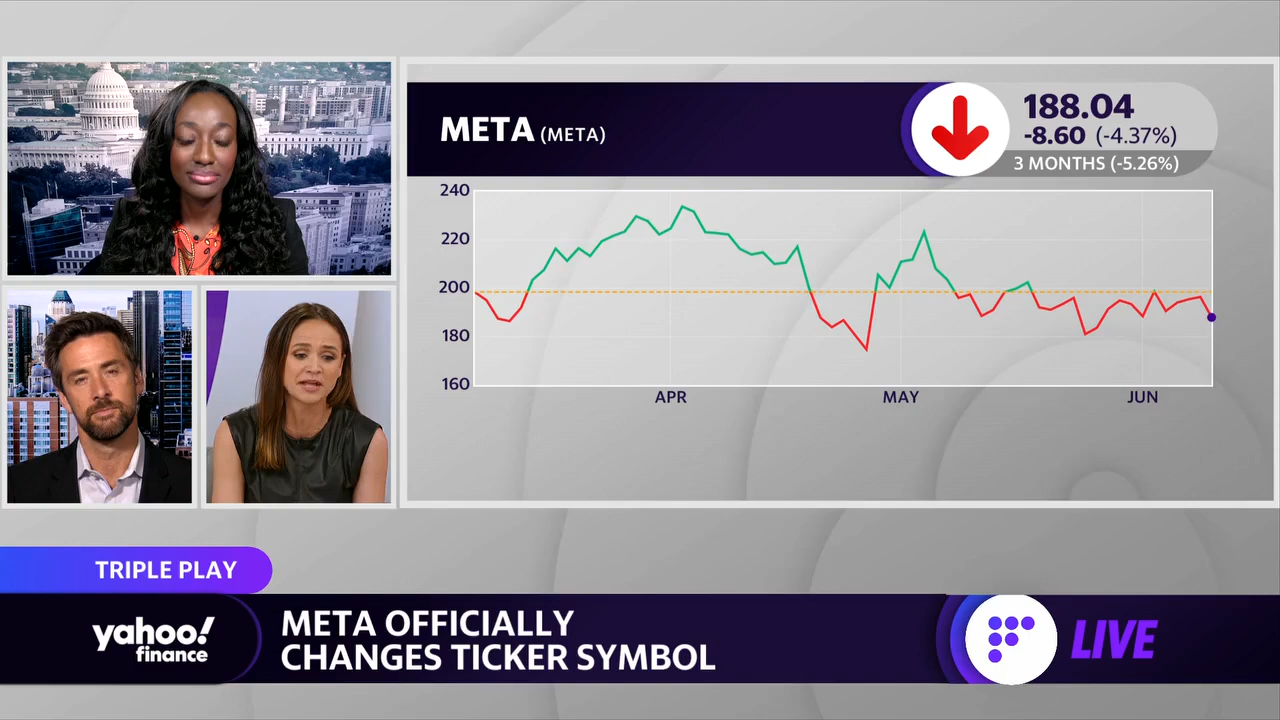 META (META)
188.04
-8.60 (-4.37%)
3 MONTHS (-5.26%)
240
220
200
180
160
APR MAY JUN
TRIPLE PLAY
yahoo!
finance
META OFFICIALLY
CHANGES TICKER SYMBOL
LIVE